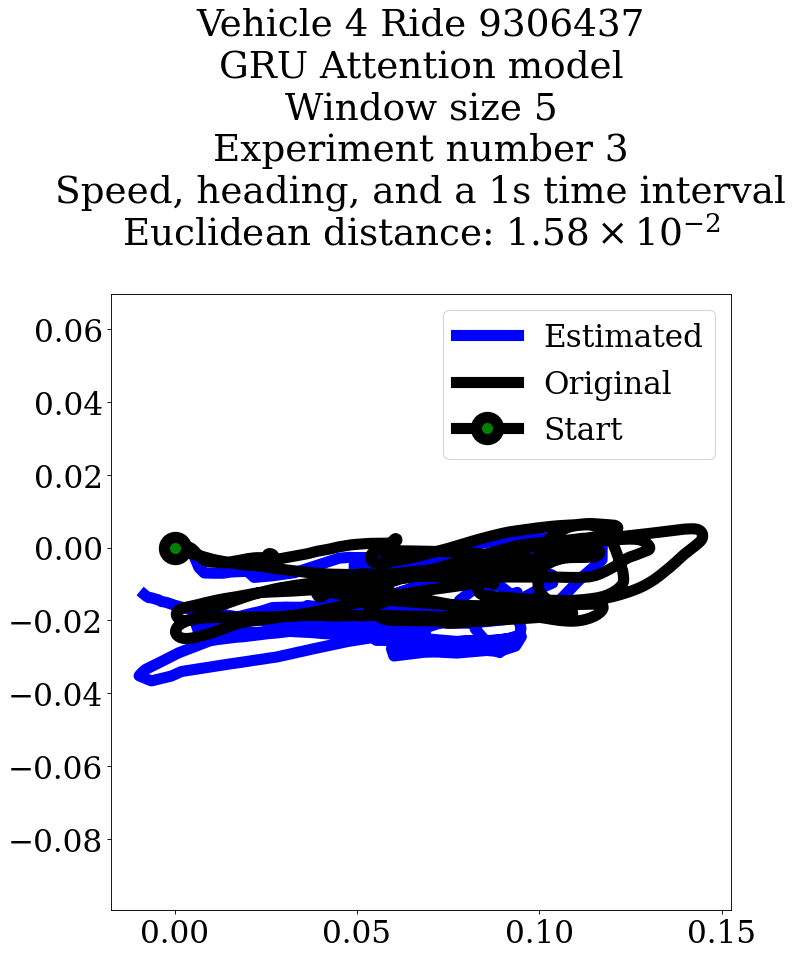 Vehicle 4 Ride 9306437
GRU Attention model
Window size 5
Experiment number 3
Speed, heading, and a 1s time interval
Euclidean distance: 1.58 × 10⁻²
Estimated
Original
Start
0.06
0.04
0.02
0.00
−0.02
−0.04
−0.06
−0.08
0.00 0.05 0.10 0.15